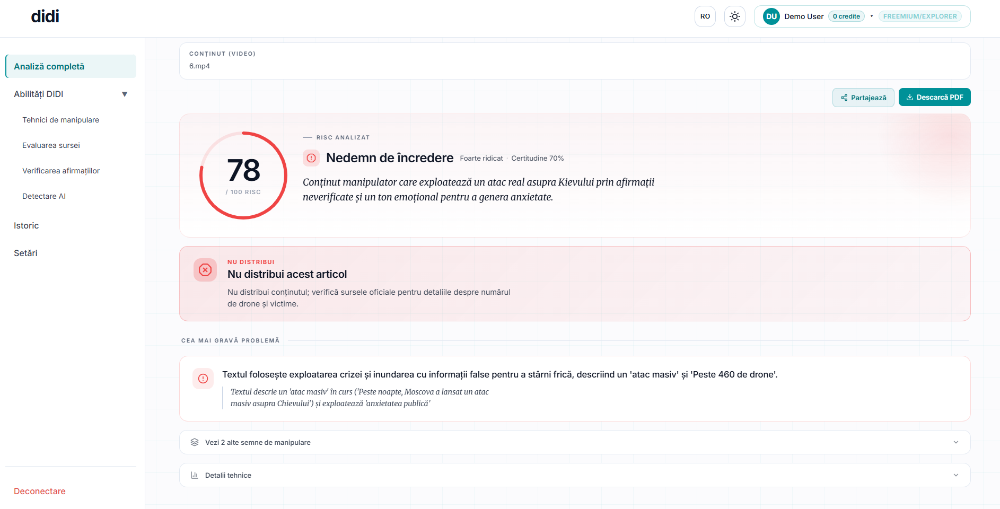 didi
RO
DU Demo User 0 credite FREEMIUM/EXPLORER
Analiză completă
Abilități DIDI
Tehnici de manipulare
Evaluarea sursei
Verificarea afirmațiilor
Detectare AI
Istoric
Setări
Deconectare
CONȚINUT (VIDEO)
6.mp4
Partajează
Descarcă PDF
78
/ 100 RISC
RISC ANALIZAT
Nedemn de încredere Foarte ridicat · Certitudine 70%
Conținut manipulator care exploatează un atac real asupra Kievului prin afirmații
neverificate și un ton emoțional pentru a genera anxietate.
NU DISTRIBUI
Nu distribui acest articol
Nu distribui conținutul; verifică sursele oficiale pentru detaliile despre numărul
de drone și victime.
CEA MAI GRAVĂ PROBLEMĂ
Textul folosește exploatarea crizei și inundarea cu informații false pentru a stârni frică, descriind un 'atac masiv' și 'Peste 460 de drone'.
Textul descrie un 'atac masiv' în curs ('Peste noapte, Moscova a lansat un atac
masiv asupra Chievului') și exploatează 'anxietatea publică'
Vezi 2 alte semne de manipulare
Detalii tehnice